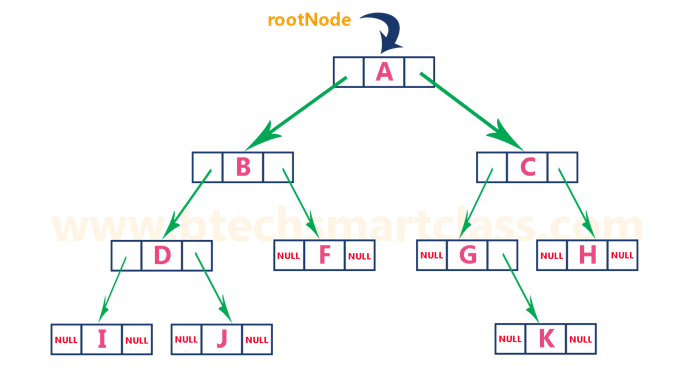 rootNode
A
B
C
www.btechsmartclass.com
D
NULL F NULL
NULL G
NULL H NULL
NULL I NULL
NULL J NULL
NULL K NULL